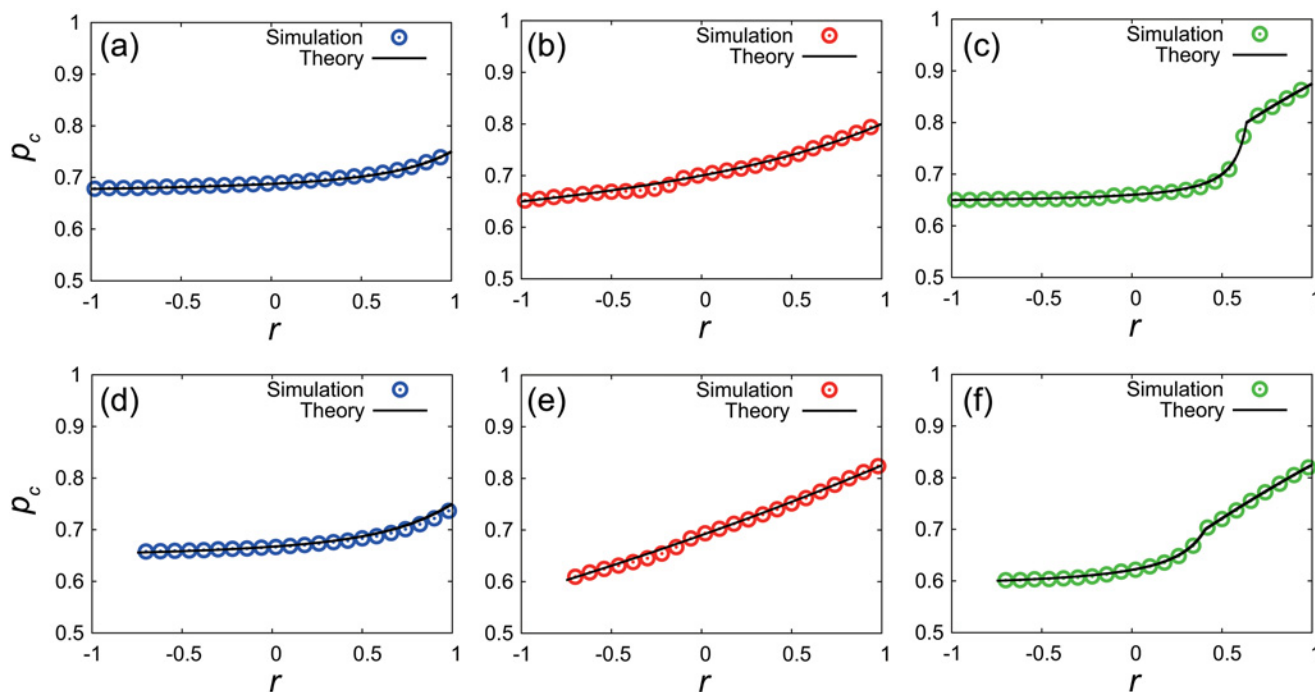 (a) Simulation
Theory
1
0.9
0.8
0.7
0.6
0.5
-1 -0.5 0 0.5 1
p_c
r
(b) Simulation
Theory
1
0.9
0.8
0.7
0.6
0.5
-1 -0.5 0 0.5 1
r
(c) Simulation
Theory
1
0.9
0.8
0.7
0.6
0.5
-1 -0.5 0 0.5 1
r
(d) Simulation
Theory
1
0.9
0.8
0.7
0.6
0.5
-1 -0.5 0 0.5 1
p_c
r
(e) Simulation
Theory
1
0.9
0.8
0.7
0.6
0.5
-1 -0.5 0 0.5 1
r
(f) Simulation
Theory
1
0.9
0.8
0.7
0.6
0.5
-1 -0.5 0 0.5 1
r